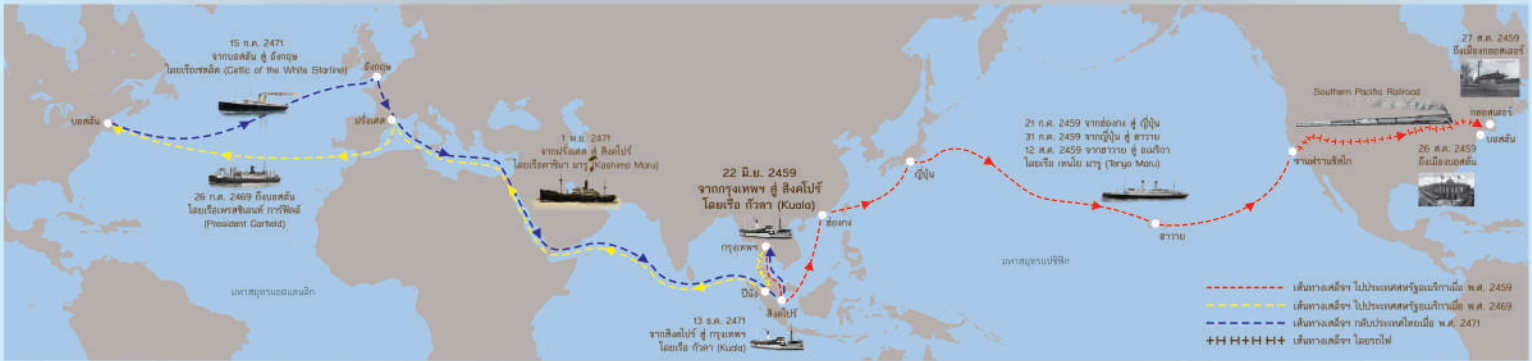 15 ก.ค. 2471
จากบอสตัน สู่ อังกฤษ
โดยเรือเซลติค (Celtic of the White Starline)
อังกฤษ
บอสตัน
ฝรั่งเศส
26 ก.ค. 2469 ถึงบอสตัน
โดยเรือเพรสซิเดนท์ การ์ฟิลด์
(President Garfield)
มหาสมุทรแอตแลนติก
1 พ.ย. 2471
จากฝรั่งเศส สู่ สิงคโปร์
โดยเรือคาชิมา มารุ (Kashima Maru)
22 มิ.ย. 2459
จากกรุงเทพฯ สู่ สิงคโปร์
โดยเรือ กัวลา (Kuala)
กรุงเทพฯ
ปีนัง
สิงคโปร์
13 ธ.ค. 2471
จากสิงคโปร์ สู่ กรุงเทพฯ
โดยเรือ กัวลา (Kuala)
ฮ่องกง
ญี่ปุ่น
21 ก.ค. 2459 จากฮ่องกง สู่ ญี่ปุ่น
31 ก.ค. 2459 จากญี่ปุ่น สู่ ฮาวาย
12 ส.ค. 2459 จากฮาวาย สู่ อเมริกา
โดยเรือ เทนโย มารุ (Tenyo Maru)
ฮาวาย
มหาสมุทรแปซิฟิก
Southern Pacific Railroad
ซานฟรานซิสโก
27 ส.ค. 2459
ถึงเมืองกลอสเตอร์
กลอสเตอร์
บอสตัน
26 ส.ค. 2459
ถึงเมืองบอสตัน
เส้นทางเสด็จฯ ไปประเทศสหรัฐอเมริกาเมื่อ พ.ศ. 2459
เส้นทางเสด็จฯ ไปประเทศสหรัฐอเมริกาเมื่อ พ.ศ. 2469
เส้นทางเสด็จฯ กลับประเทศไทยเมื่อ พ.ศ. 2471
เส้นทางเสด็จฯ โดยรถไฟ